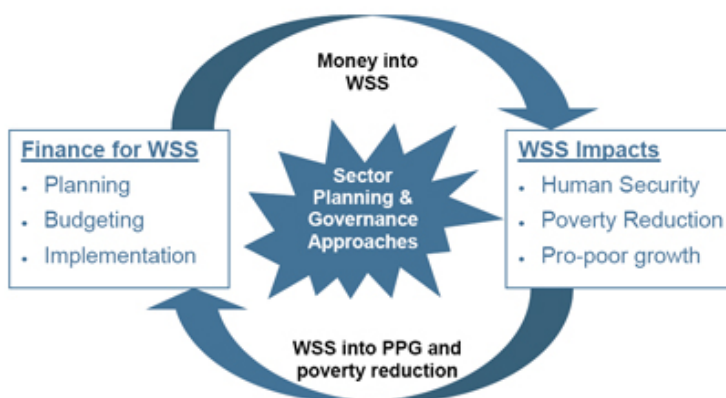 Money into
WSS
Finance for WSS
• Planning
• Budgeting
• Implementation
Sector
Planning &
Governance
Approaches
WSS Impacts
• Human Security
• Poverty Reduction
• Pro-poor growth
WSS into PPG and
poverty reduction